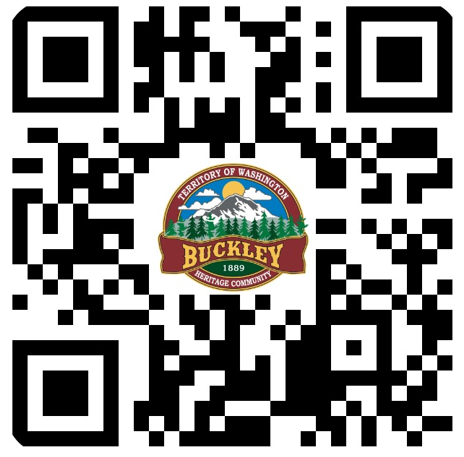 TERRITORY OF WASHINGTON
BUCKLEY
1889
HERITAGE COMMUNITY